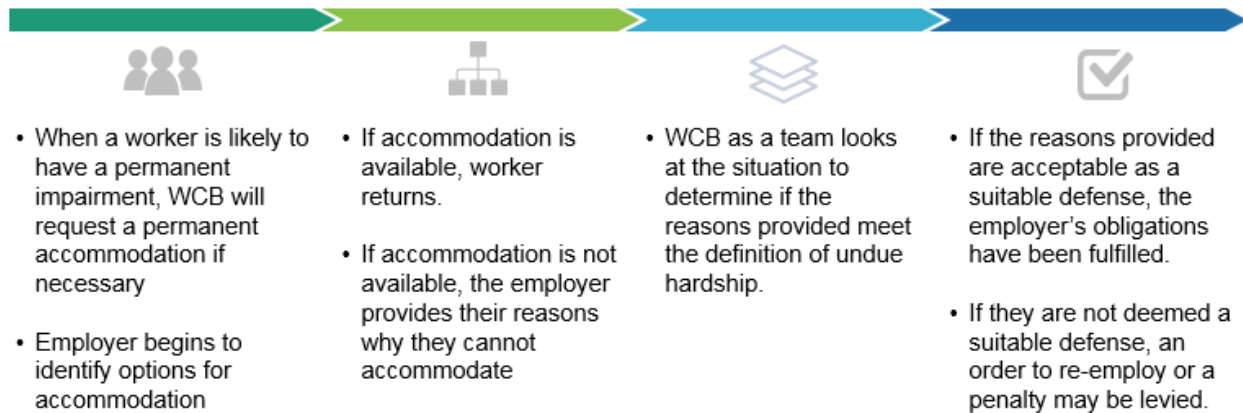 • When a worker is likely to
have a permanent
impairment, WCB will
request a permanent
accommodation if
necessary
• Employer begins to
identify options for
accommodation
• If accommodation is
available, worker
returns.
• If accommodation is not
available, the employer
provides their reasons
why they cannot
accommodate
• WCB as a team looks
at the situation to
determine if the
reasons provided meet
the definition of undue
hardship.
• If the reasons provided
are acceptable as a
suitable defense, the
employer’s obligations
have been fulfilled.
• If they are not deemed a
suitable defense, an
order to re-employ or a
penalty may be levied.